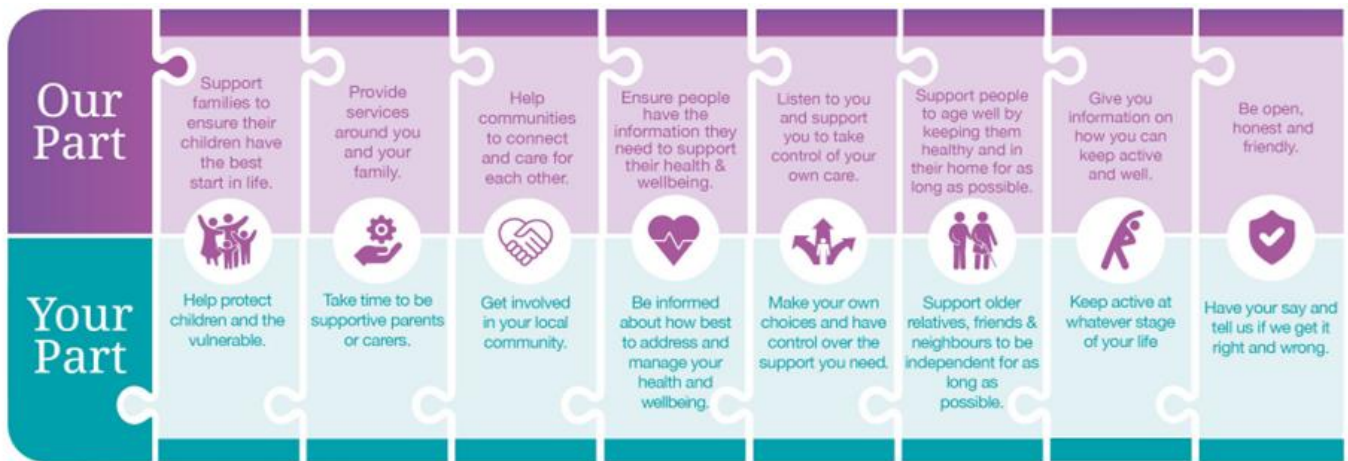 Our
Part
Support
families to
ensure their
children have
the best
start in life.
Provide
services
around you
and your
family.
Help
communities
to connect
and care for
each other.
Ensure people
have the
information they
need to support
their health &
wellbeing.
Listen to you
and support
you to take
control of your
own care.
Support people
to age well by
keeping them
healthy and in
their home for as
long as possible.
Give you
information on
how you can
keep active
and well.
Be open,
honest and
friendly.
Your
Part
Help protect
children and the
vulnerable.
Take time to be
supportive parents
or carers.
Get involved
in your local
community.
Be informed
about how best
to address and
manage your
health and
wellbeing.
Make your own
choices and have
control over the
support you need.
Support older
relatives, friends &
neighbours to be
independent for as
long as
possible.
Keep active at
whatever stage
of your life
Have your say and
tell us if we get it
right and wrong.